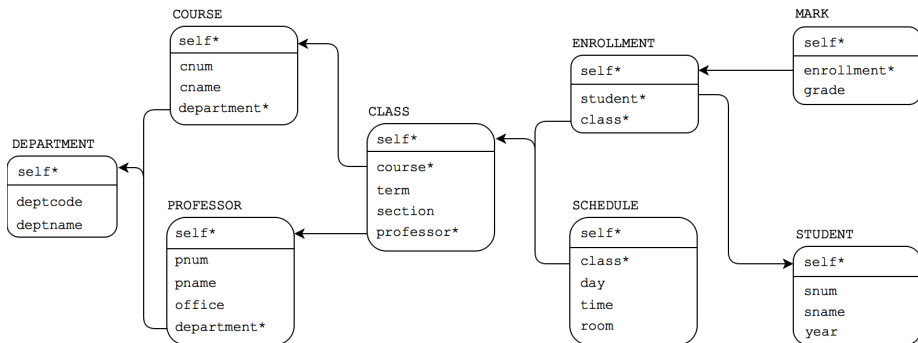 COURSE
self*
cnum
cname
department*
DEPARTMENT
self*
deptcode
deptname
PROFESSOR
self*
pnum
pname
office
department*
CLASS
self*
course*
term
section
professor*
ENROLLMENT
self*
student*
class*
SCHEDULE
self*
class*
day
time
room
MARK
self*
enrollment*
grade
STUDENT
self*
snum
sname
year